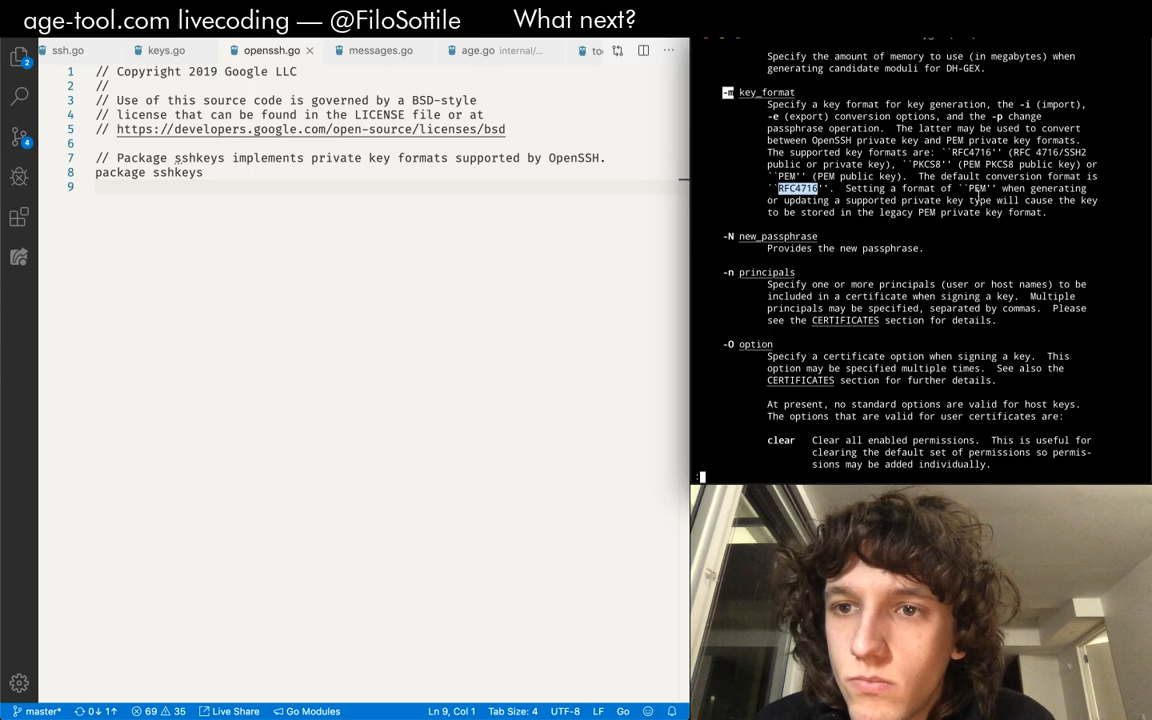 age-tool.com livecoding — @FiloSottile
What next?
ssh.go
keys.go
openssh.go
messages.go
age.go internal/...
1 // Copyright 2019 Google LLC
2 //
3 // Use of this source code is governed by a BSD-style
4 // license that can be found in the LICENSE file or at
5 // https://developers.google.com/open-source/licenses/bsd
6
7 // Package sshkeys implements private key formats supported by OpenSSH.
8 package sshkeys
9
Specify the amount of memory to use (in megabytes) when
generating candidate moduli for DH-GEX.
-m key_format
Specify a key format for key generation, the -i (import),
-e (export) conversion options, and the -p change
passphrase operation. The latter may be used to convert
between OpenSSH private key and PEM private key formats.
The supported key formats are: ``RFC4716'' (RFC 4716/SSH2
public or private key), ``PKCS8'' (PEM PKCS8 public key) or
``PEM'' (PEM public key). The default conversion format is
``RFC4716''. Setting a format of ``PEM'' when generating
or updating a supported private key type will cause the key
to be stored in the legacy PEM private key format.
-N new_passphrase
Provides the new passphrase.
-n principals
Specify one or more principals (user or host names) to be
included in a certificate when signing a key. Multiple
principals may be specified, separated by commas. Please
see the CERTIFICATES section for details.
-O option
Specify a certificate option when signing a key. This
option may be specified multiple times. See also the
CERTIFICATES section for further details.
At present, no standard options are valid for host keys.
The options that are valid for user certificates are:
clear Clear all enabled permissions. This is useful for
clearing the default set of permissions so permis-
sions may be added individually.
:
2
4
master* 0↓ 1↑ 69 35 Live Share Go Modules Ln 9, Col 1 Tab Size: 4 UTF-8 LF Go